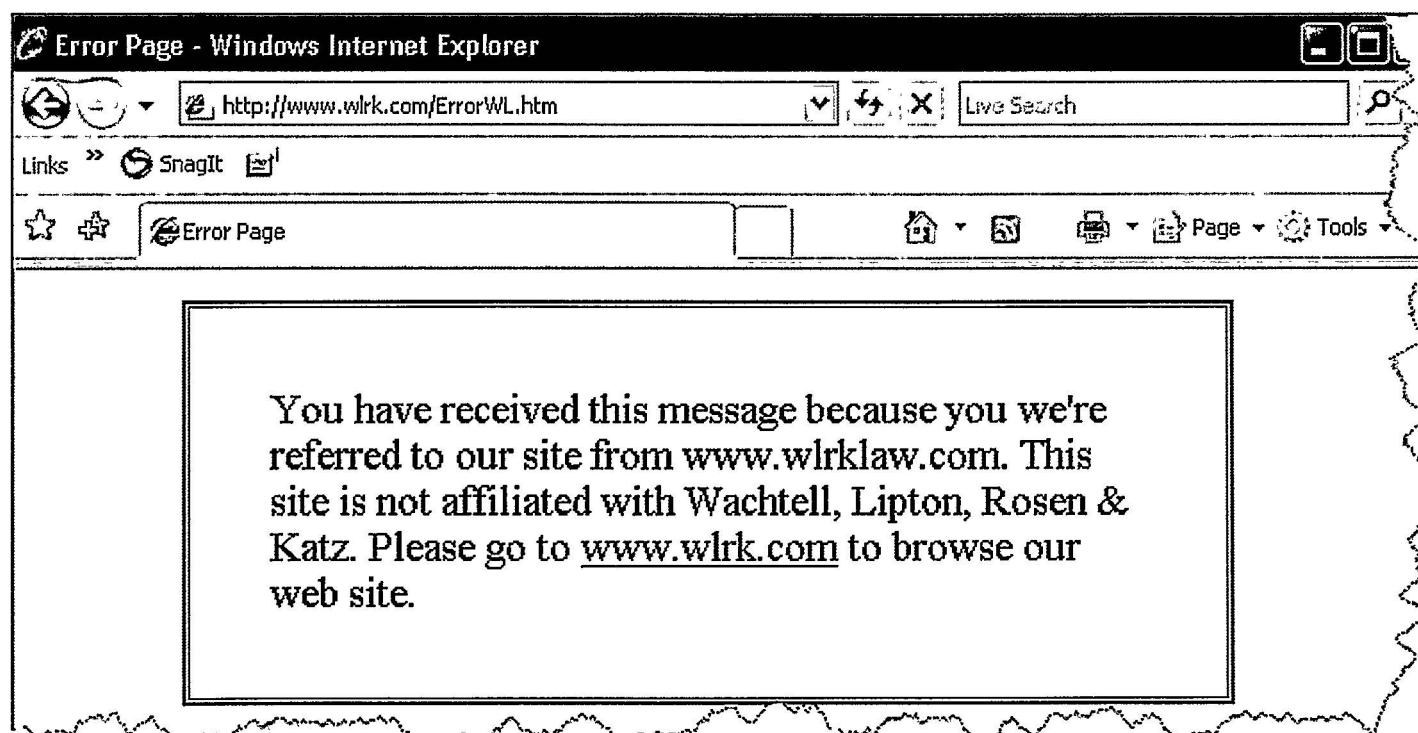 Error Page - Windows Internet Explorer
http://www.wlrk.com/ErrorWL.htm Live Search
Links » SnagIt
Error Page Page Tools
You have received this message because you we're
referred to our site from www.wlrklaw.com. This
site is not affiliated with Wachtell, Lipton, Rosen &
Katz. Please go to www.wlrk.com to browse our
web site.